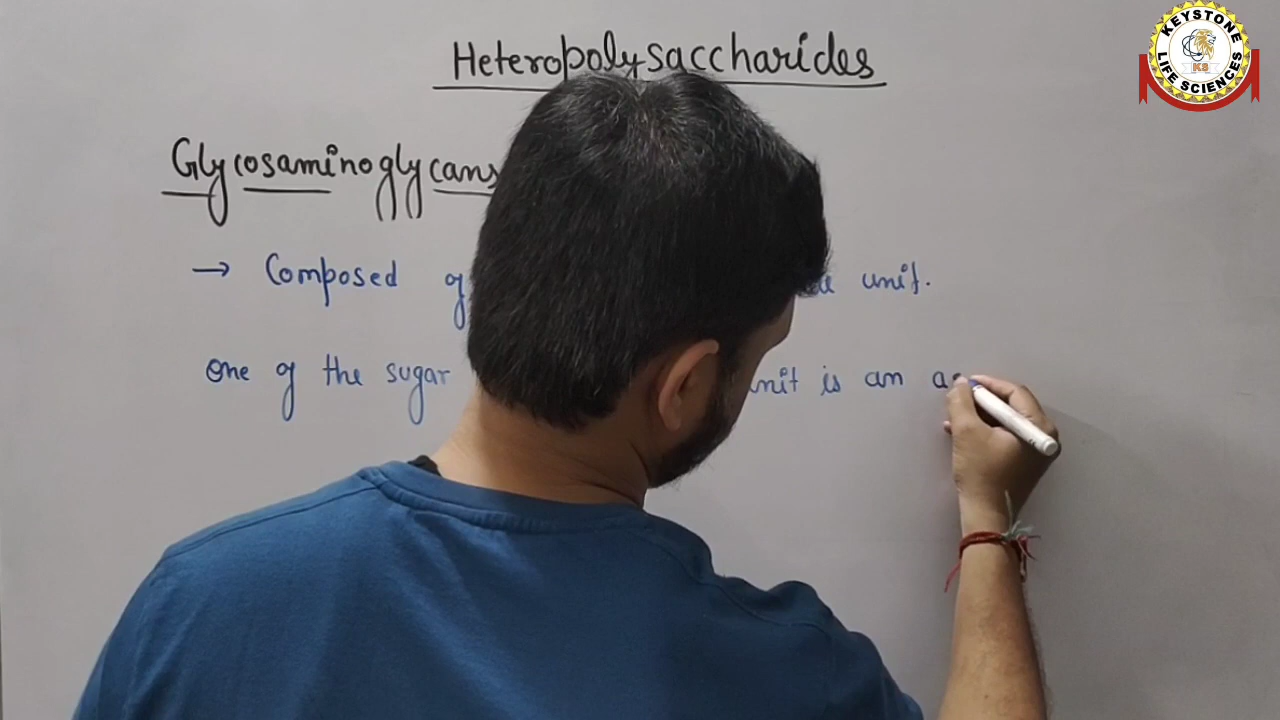 Heteropolysaccharides
KEYSTONE
LIFE SCIENCES
KS
Glycosaminoglycans
→ Composed of unit.
One of the sugar unit is an